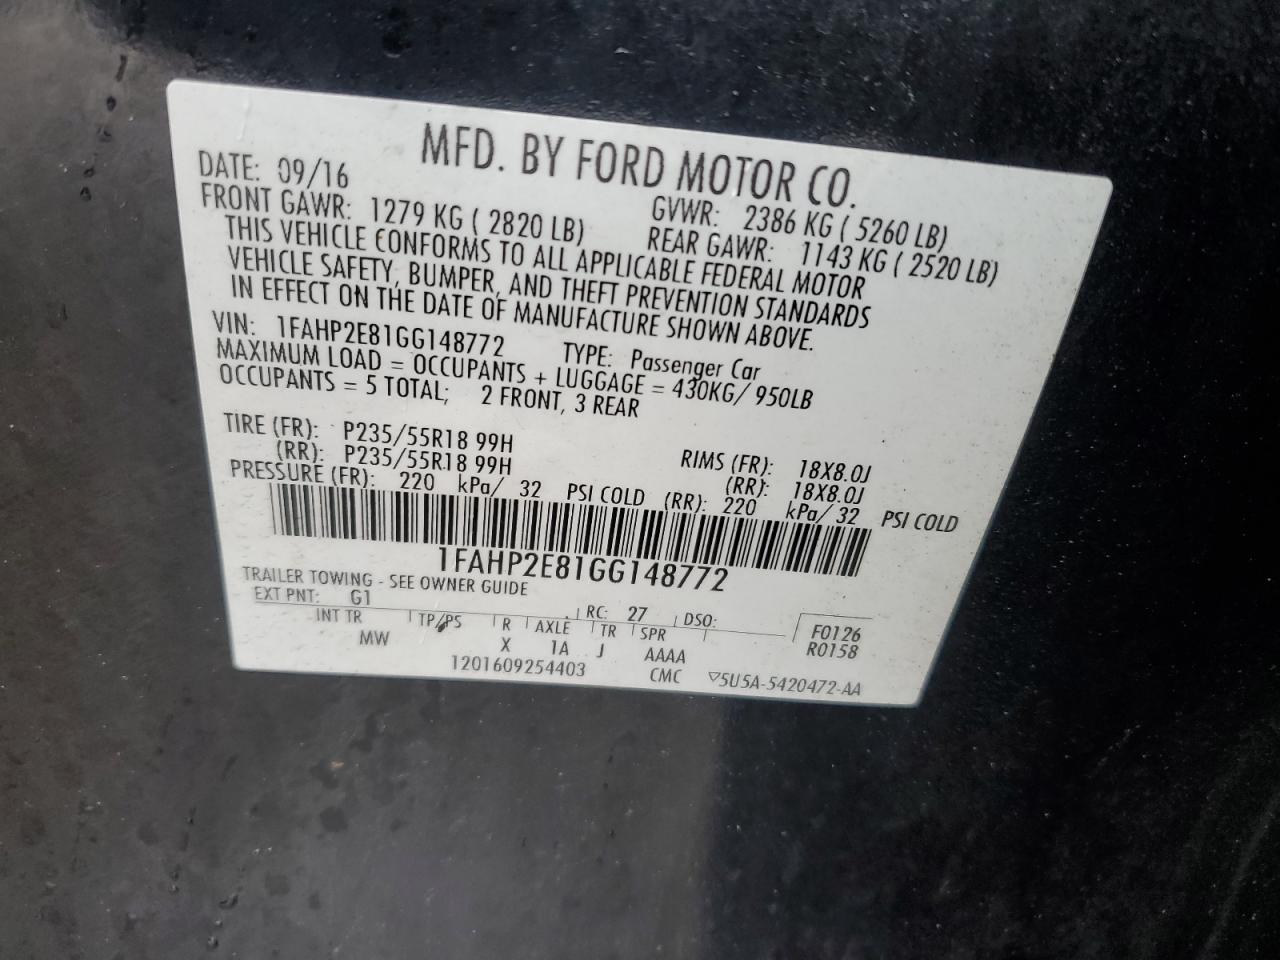 MFD. BY FORD MOTOR CO.
DATE: 09/16 GVWR: 2386 KG ( 5260 LB)
FRONT GAWR: 1279 KG ( 2820 LB) REAR GAWR: 1143 KG ( 2520 LB)
THIS VEHICLE CONFORMS TO ALL APPLICABLE FEDERAL MOTOR
VEHICLE SAFETY, BUMPER, AND THEFT PREVENTION STANDARDS
IN EFFECT ON THE DATE OF MANUFACTURE SHOWN ABOVE.
VIN: 1FAHP2E81GG148772 TYPE: Passenger Car
MAXIMUM LOAD = OCCUPANTS + LUGGAGE = 430KG/ 950LB
OCCUPANTS = 5 TOTAL; 2 FRONT, 3 REAR
TIRE (FR): P235/55R18 99H RIMS (FR): 18X8.0J
(RR): P235/55R18 99H (RR): 18X8.0J
PRESSURE (FR): 220 kPa/ 32 PSI COLD (RR): 220 kPa/ 32 PSI COLD
1FAHP2E81GG148772
TRAILER TOWING - SEE OWNER GUIDE
EXT PNT: G1 RC: 27 DSO: F0126
INT TR TP/PS R AXLE TR SPR R0158
MW X 1A J AAAA
1201609254403 CMC ▽5U5A-5420472-AA